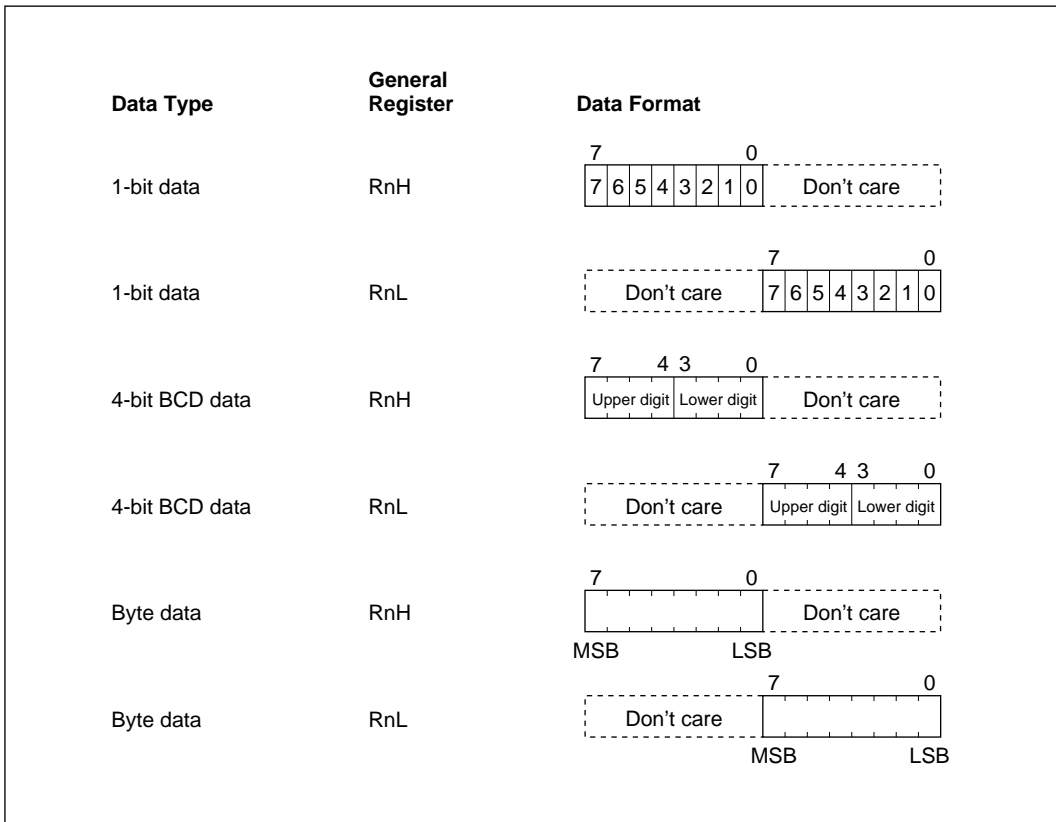 General
Data Type Register Data Format
7 0
1-bit data RnH 7 6 5 4 3 2 1 0 Don't care
7 0
1-bit data RnL Don't care 7 6 5 4 3 2 1 0
7 4 3 0
4-bit BCD data RnH Upper digit Lower digit Don't care
7 4 3 0
4-bit BCD data RnL Don't care Upper digit Lower digit
7 0
Byte data RnH Don't care
MSB LSB
7 0
Byte data RnL Don't care
MSB LSB